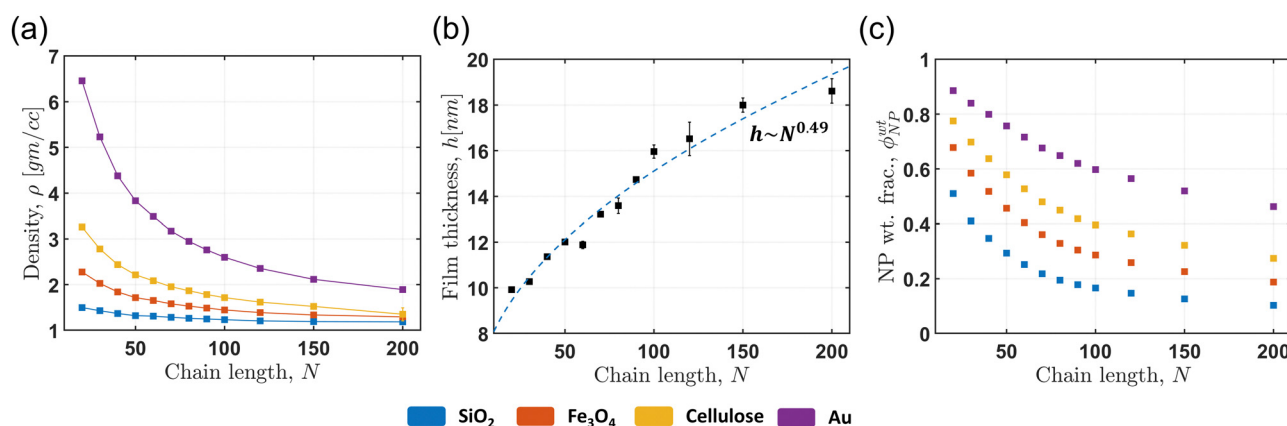 (a)
7
6
5
4
3
2
1
Density, ρ [gm/cc]
50 100 150 200
Chain length, N
(b)
20
18
16
14
12
10
8
Film thickness, h[nm]
h~N^0.49
50 100 150 200
Chain length, N
(c)
1
0.8
0.6
0.4
0.2
0
NP wt. frac., ϕ_NP^wt
50 100 150 200
Chain length, N
SiO₂ Fe₃O₄ Cellulose Au